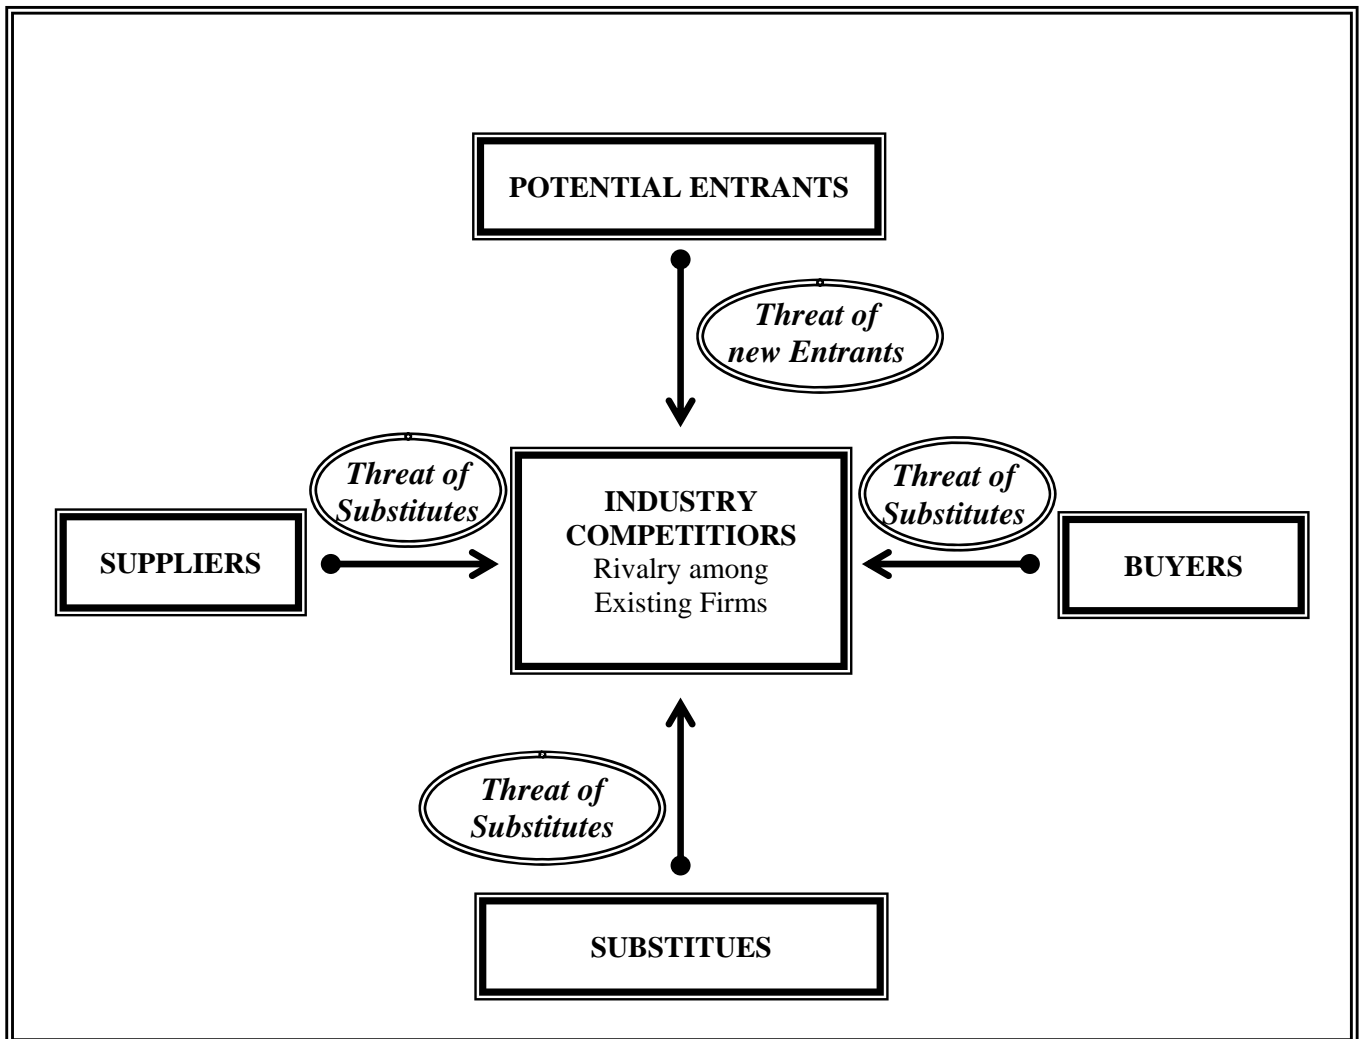 POTENTIAL ENTRANTS
Threat of
new Entrants
Threat of
Substitutes
INDUSTRY
COMPETITIORS
Rivalry among
Existing Firms
Threat of
Substitutes
SUPPLIERS
BUYERS
Threat of
Substitutes
SUBSTITUES